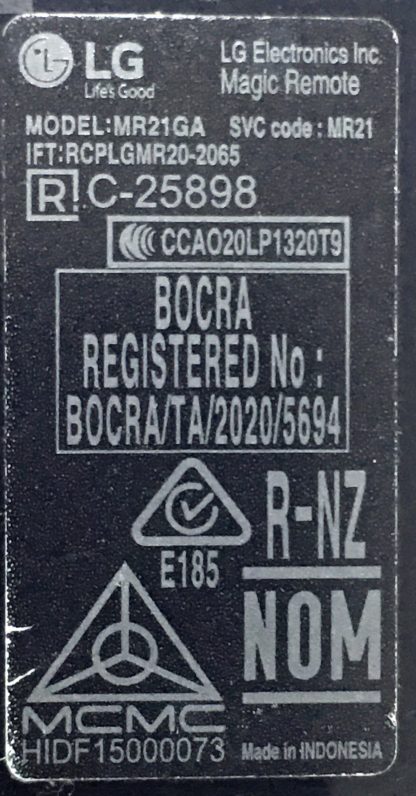 LG
Life's Good
LG Electronics Inc.
Magic Remote
MODEL:MR21GA SVC code : MR21
IFT:RCPLGMR20-2065
R! C-25898
CCAO20LP1320T9
BOCRA
REGISTERED No :
BOCRA/TA/2020/5694
E185
R-NZ
NOM
MCMC
HIDF15000073
Made in INDONESIA